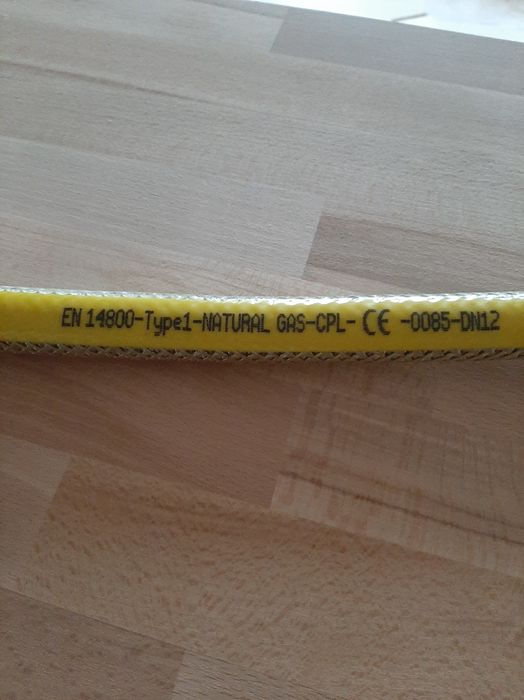 EN 14800-Type1-NATURAL GAS-CPL- CE -0085-DN12